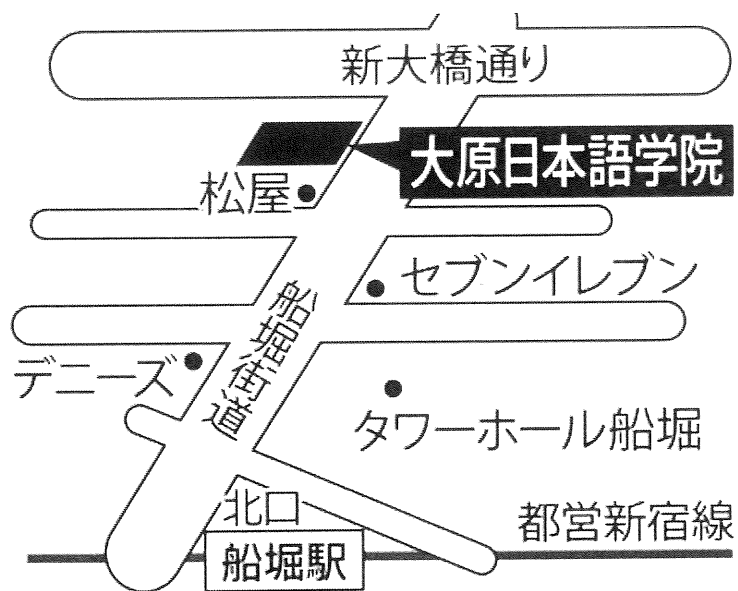 新大橋通り
大原日本語学院
松屋
セブンイレブン
船堀街道
デニーズ
タワーホール船堀
北口
都営新宿線
船堀駅